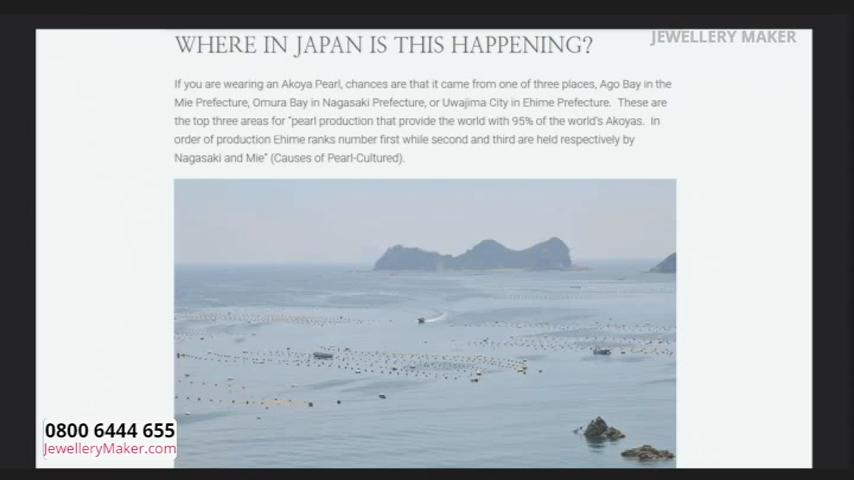 JEWELLERY MAKER
WHERE IN JAPAN IS THIS HAPPENING?
If you are wearing an Akoya Pearl, chances are that it came from one of three places, Ago Bay in the
Mie Prefecture, Omura Bay in Nagasaki Prefecture, or Uwajima City in Ehime Prefecture. These are
the top three areas for "pearl production that provide the world with 95% of the world's Akoyas. In
order of production Ehime ranks number first while second and third are held respectively by
Nagasaki and Mie" (Causes of Pearl-Cultured).
0800 6444 655
JewelleryMaker.com